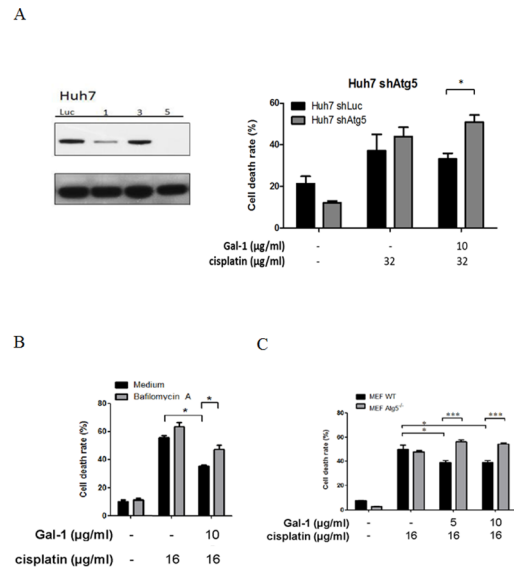 A
Huh7
Luc 1 3 5
Huh7 shAtg5
Huh7 shLuc
Huh7 shAtg5
*
Cell death rate (%)
60
40
20
0
Gal-1 (µg/ml) - - 10
cisplatin (µg/ml) - 32 32
B
Medium
Bafilomycin A
*
*
Cell death rate (%)
80
60
40
20
0
Gal-1 (µg/ml) - - 10
cisplatin (µg/ml) - 16 16
C
MEF WT
MEF Atg5-/-
*** ***
*
*
Cell death rate (%)
80
60
40
20
0
Gal-1 (µg/ml) - - 5 10
cisplatin (µg/ml) - 16 16 16